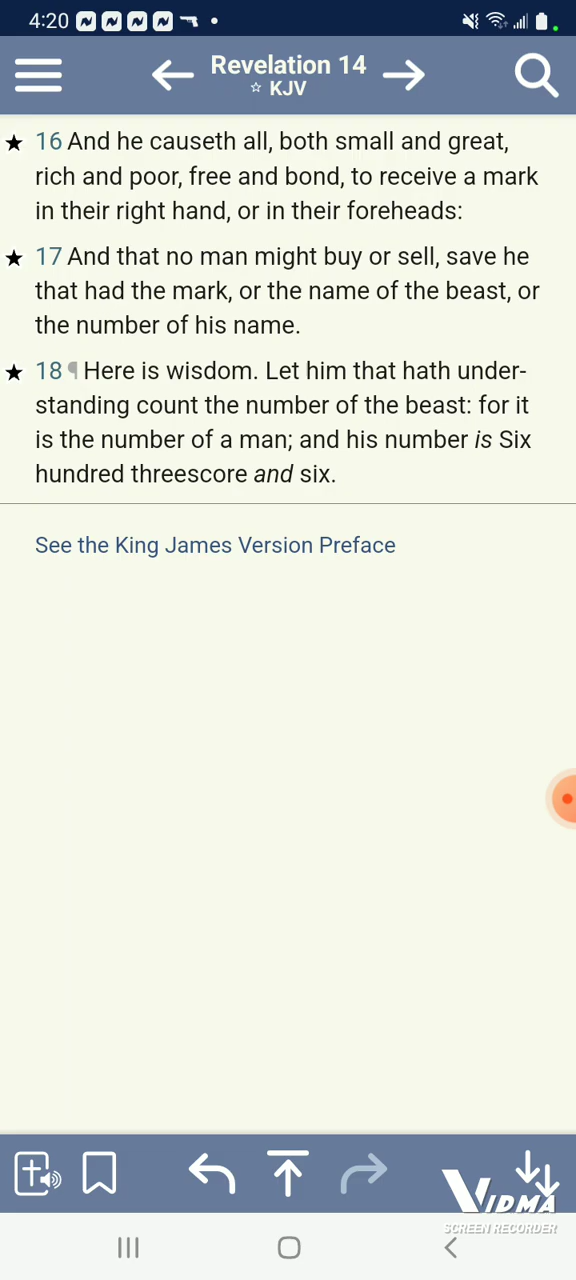 4:20
Revelation 14
☆ KJV
★ 16 And he causeth all, both small and great,
rich and poor, free and bond, to receive a mark
in their right hand, or in their foreheads:
★ 17 And that no man might buy or sell, save he
that had the mark, or the name of the beast, or
the number of his name.
★ 18 ¶ Here is wisdom. Let him that hath under-
standing count the number of the beast: for it
is the number of a man; and his number is Six
hundred threescore and six.
See the King James Version Preface
VIDMA
SCREEN RECORDER